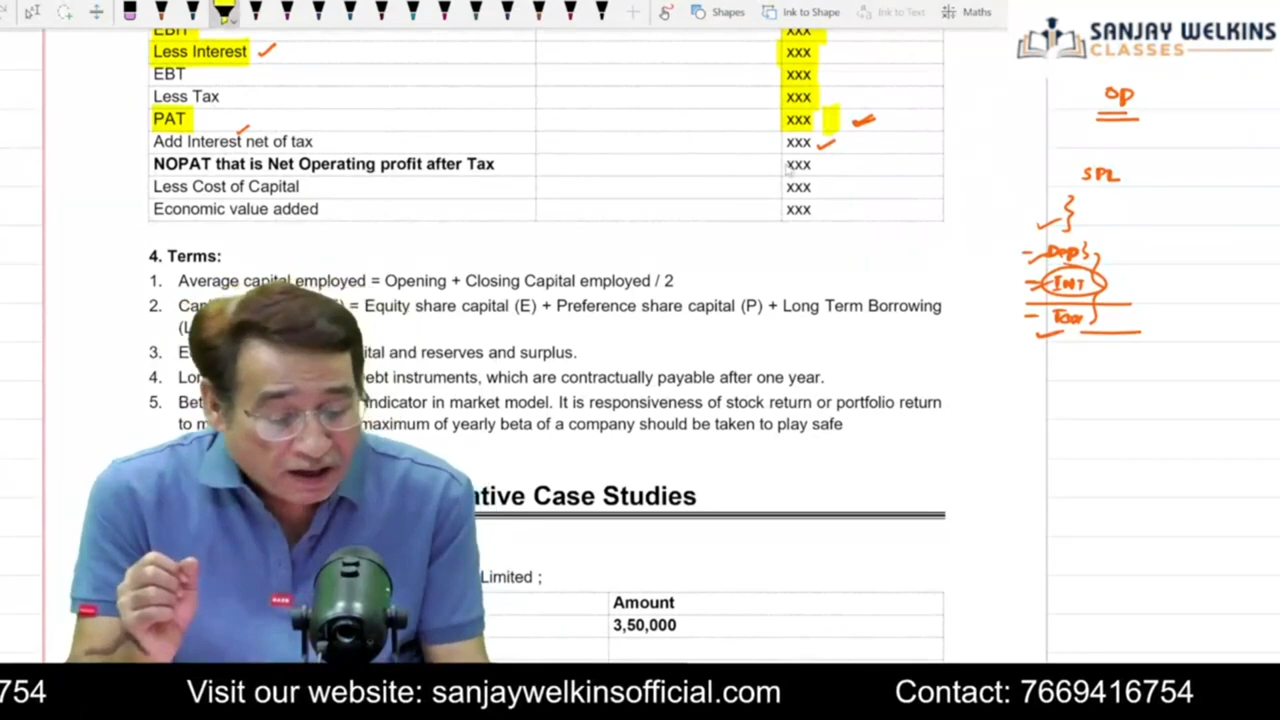 Shapes Ink to Shape Ink to Text Maths
SANJAY WELKINS
CLASSES
EBIT xxx
Less Interest xxx
EBT xxx
Less Tax xxx
PAT xxx
Add Interest net of tax xxx
NOPAT that is Net Operating profit after Tax xxx
Less Cost of Capital xxx
Economic value added xxx
OP
SPL
Dep
INT
Tax
4. Terms:
1. Average capital employed = Opening + Closing Capital employed / 2
2. = Equity share capital (E) + Preference share capital (P) + Long Term Borrowing
3. ital and reserves and surplus.
4. Lon ebt instruments, which are contractually payable after one year.
5. Bet indicator in market model. It is responsiveness of stock return or portfolio return
to m maximum of yearly beta of a company should be taken to play safe
ntive Case Studies
Limited ;
Amount
3,50,000
754 Visit our website: sanjaywelkinsofficial.com Contact: 7669416754